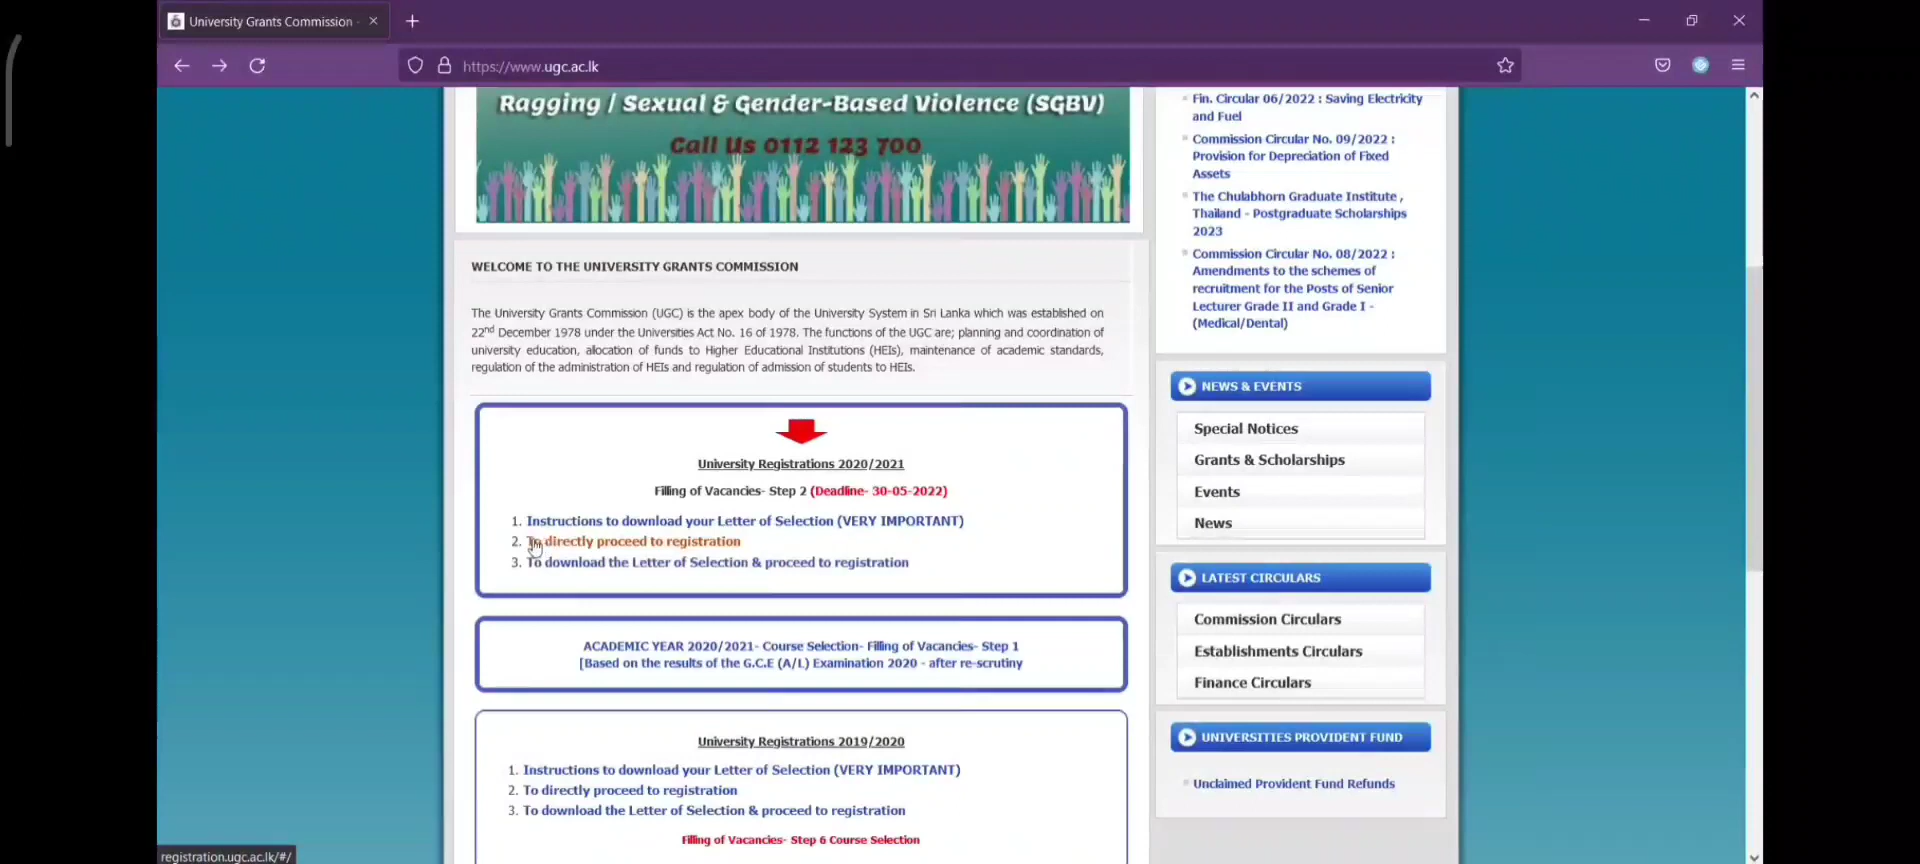 University Grants Commission -
https://www.ugc.ac.lk
Ragging / Sexual & Gender-Based Violence (SGBV)
Call Us 0112 123 700
WELCOME TO THE UNIVERSITY GRANTS COMMISSION
The University Grants Commission (UGC) is the apex body of the University System in Sri Lanka which was established on
22nd December 1978 under the Universities Act No. 16 of 1978. The functions of the UGC are; planning and coordination of
university education, allocation of funds to Higher Educational Institutions (HEIs), maintenance of academic standards,
regulation of the administration of HEIs and regulation of admission of students to HEIs.
University Registrations 2020/2021
Filling of Vacancies- Step 2 (Deadline- 30-05-2022)
1. Instructions to download your Letter of Selection (VERY IMPORTANT)
2. To directly proceed to registration
3. To download the Letter of Selection & proceed to registration
ACADEMIC YEAR 2020/2021- Course Selection- Filling of Vacancies- Step 1
[Based on the results of the G.C.E (A/L) Examination 2020 - after re-scrutiny
University Registrations 2019/2020
1. Instructions to download your Letter of Selection (VERY IMPORTANT)
2. To directly proceed to registration
3. To download the Letter of Selection & proceed to registration
Filling of Vacancies- Step 6 Course Selection
Fin. Circular 06/2022 : Saving Electricity
and Fuel
Commission Circular No. 09/2022 :
Provision for Depreciation of Fixed
Assets
The Chulabhorn Graduate Institute ,
Thailand - Postgraduate Scholarships
2023
Commission Circular No. 08/2022 :
Amendments to the schemes of
recruitment for the Posts of Senior
Lecturer Grade II and Grade I -
(Medical/Dental)
NEWS & EVENTS
Special Notices
Grants & Scholarships
Events
News
LATEST CIRCULARS
Commission Circulars
Establishments Circulars
Finance Circulars
UNIVERSITIES PROVIDENT FUND
Unclaimed Provident Fund Refunds
registration.ugc.ac.lk/#/